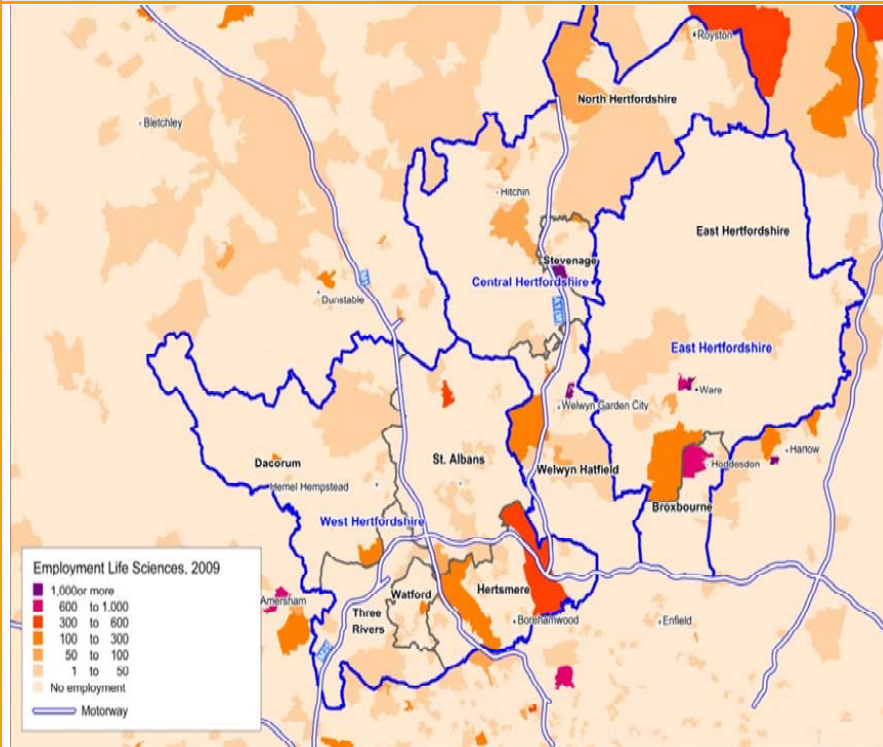 Royston
North Hertfordshire
Bletchley
Hitchin
East Hertfordshire
Stevenage
Central Hertfordshire
M1
Dunstable
A1(M)
East Hertfordshire
Ware
Welwyn Garden City
St. Albans
Dacorum
Welwyn Hatfield
Hoddesdon
Harlow
Hemel Hempstead
Broxbourne
West Hertfordshire
Employment Life Sciences, 2009
1,000or more
600 to 1.000
300 to 600
100 to 300
50 to 100
1 to 50
No employment
Motorway
Amersham
Watford
Hertsmere
Three
Rivers
Borehamwood
Enfield